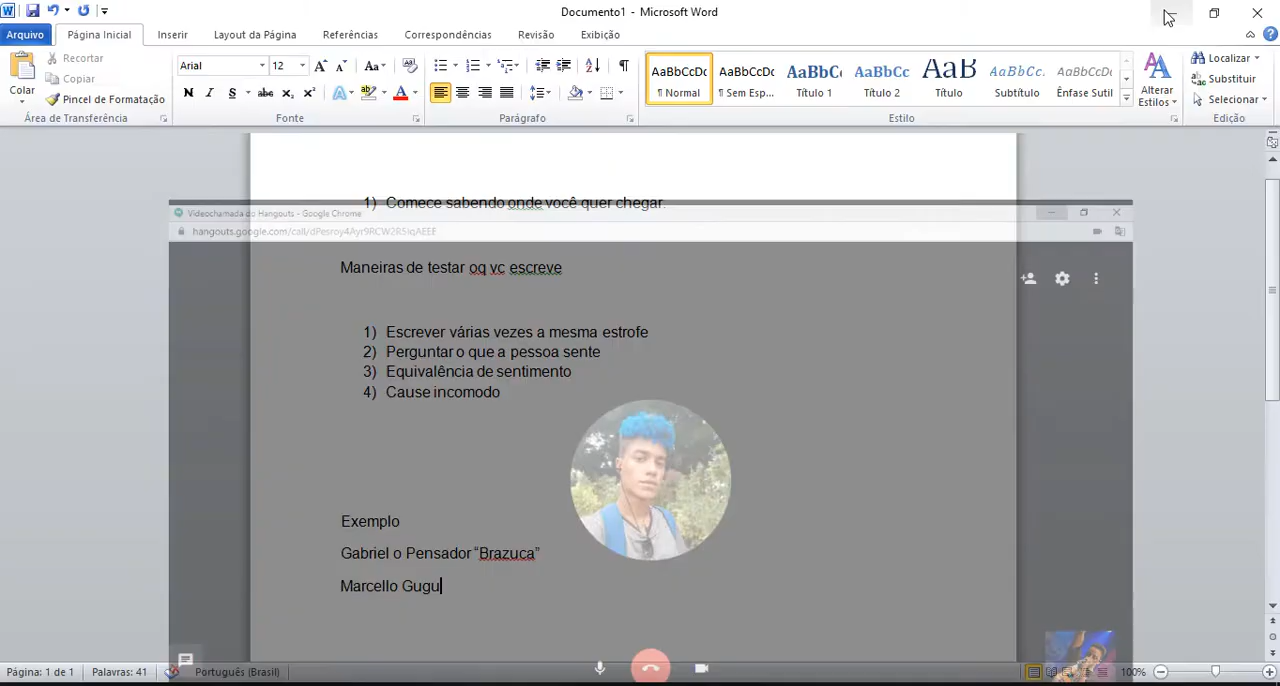 Documento1 - Microsoft Word
Arquivo Página Inicial Inserir Layout da Página Referências Correspondências Revisão Exibição
Colar
Recortar
Copiar
Pincel de Formatação
Área de Transferência
Arial 12
N I S abc x₂ x² A A
Fonte
Parágrafo
AaBbCcDc AaBbCcDc AaBbC AaBbCc AaB AaBbCc. AaBbCcDc
¶ Normal ¶ Sem Esp... Título 1 Título 2 Título Subtítulo Ênfase Sutil
Alterar
Estilos
Estilo
Localizar
Substituir
Selecionar
Edição
1) Comece sabendo onde você quer chegar.
Videochamada do Hangouts - Google Chrome
Maneiras de testar oq vc escreve
1) Escrever várias vezes a mesma estrofe
2) Perguntar o que a pessoa sente
3) Equivalência de sentimento
4) Cause incomodo
Exemplo
Gabriel o Pensador “Brazuca”
Marcello Gugu
Página: 1 de 1 Palavras: 41 Português (Brasil) 100%